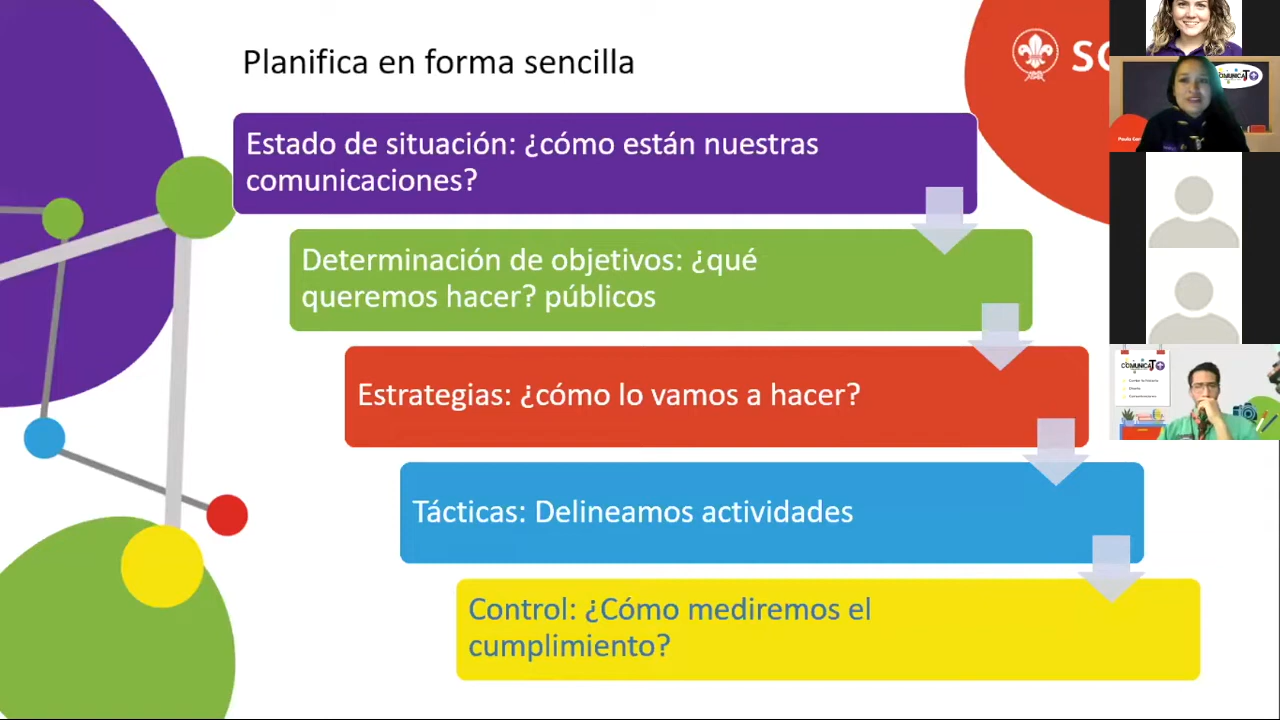 Planifica en forma sencilla
Estado de situación: ¿cómo están nuestras
comunicaciones?
Determinación de objetivos: ¿qué
queremos hacer? públicos
Estrategias: ¿cómo lo vamos a hacer?
Tácticas: Delineamos actividades
Control: ¿Cómo mediremos el
cumplimiento?